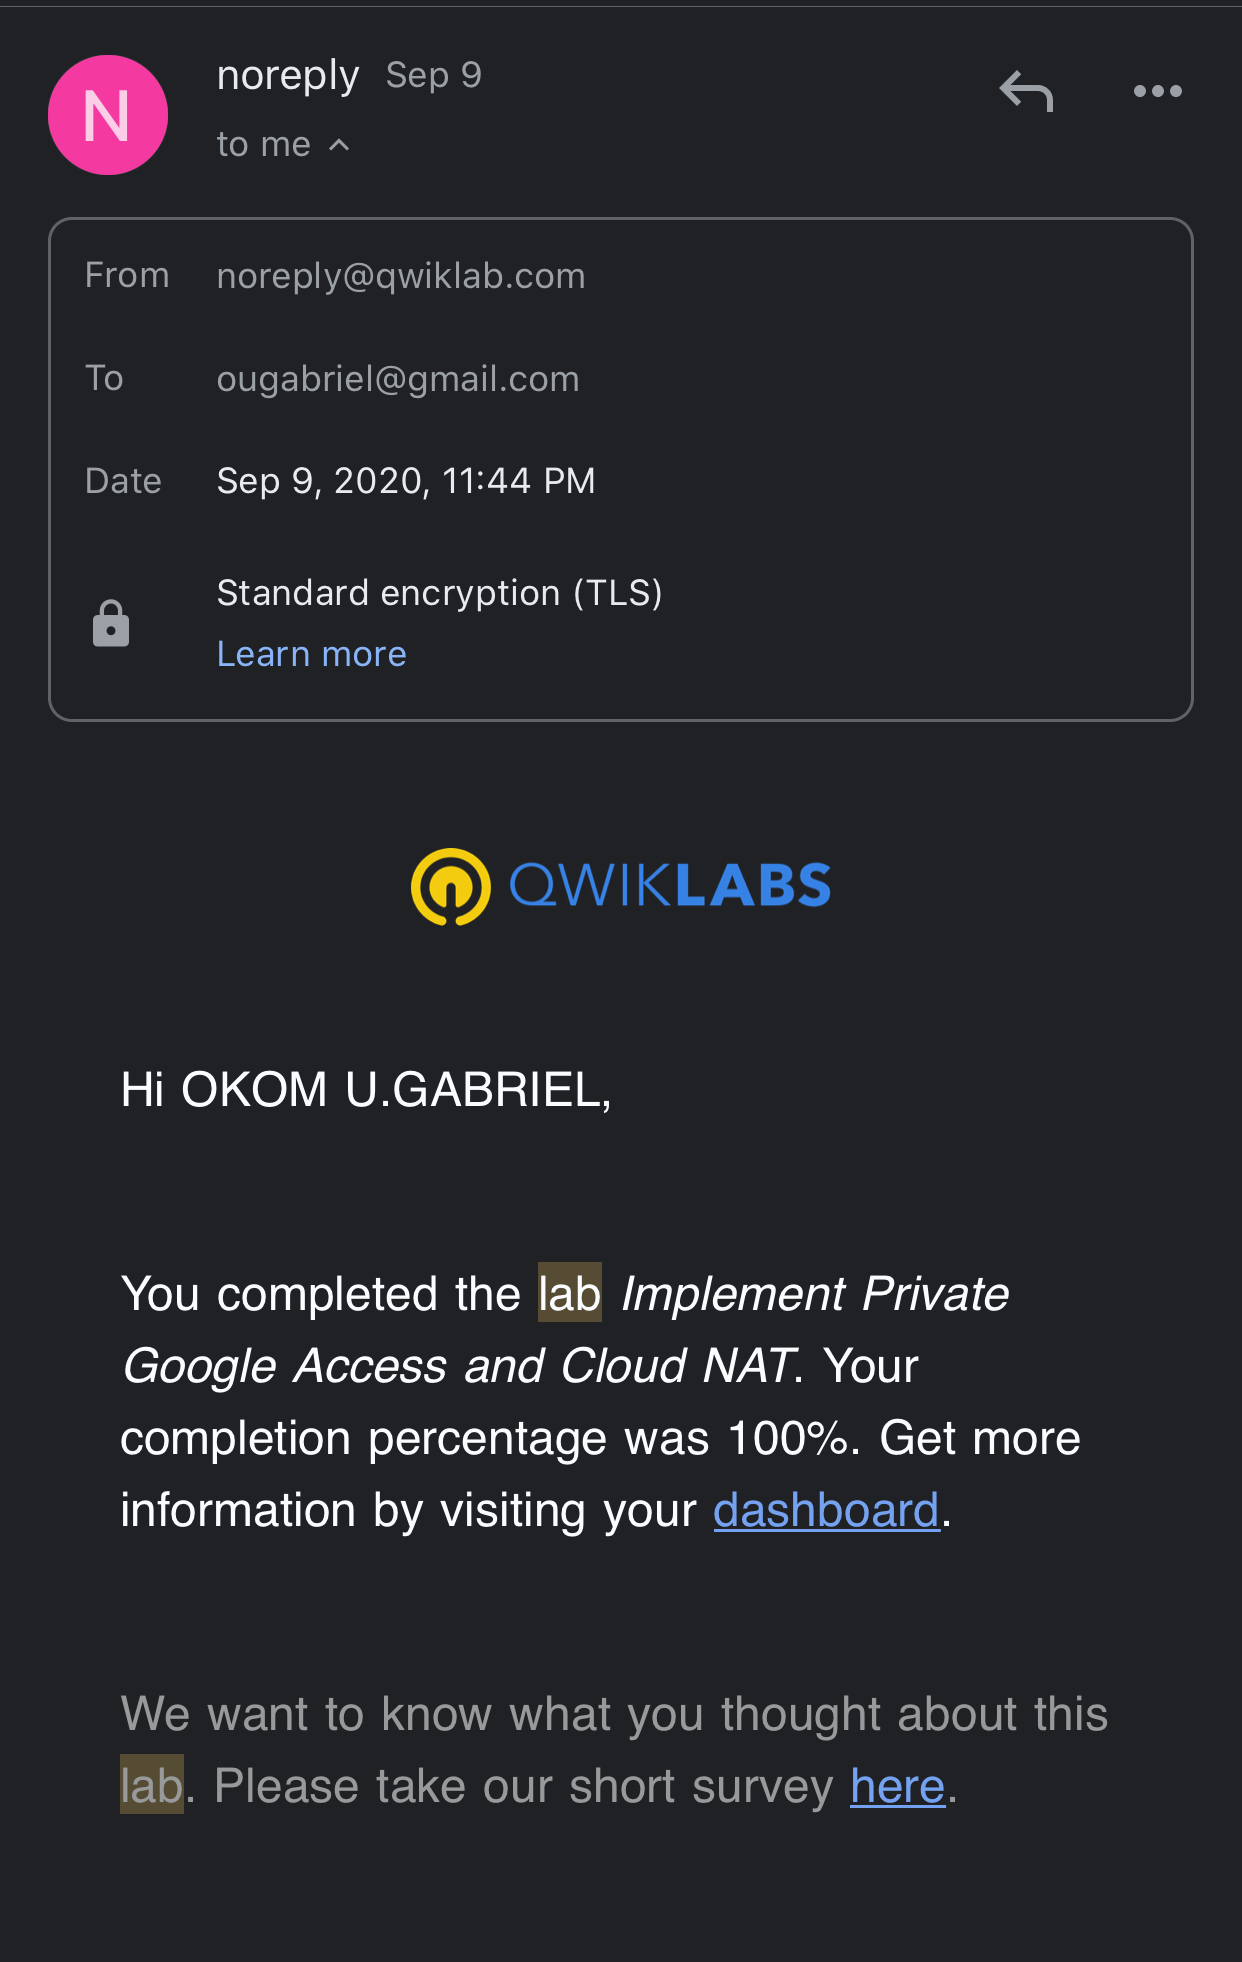 N
noreply Sep 9
to me
From noreply@qwiklab.com
To ougabriel@gmail.com
Date Sep 9, 2020, 11:44 PM
Standard encryption (TLS)
Learn more
QWIKLABS
Hi OKOM U.GABRIEL,
You completed the lab Implement Private
Google Access and Cloud NAT. Your
completion percentage was 100%. Get more
information by visiting your dashboard.
We want to know what you thought about this
lab. Please take our short survey here.